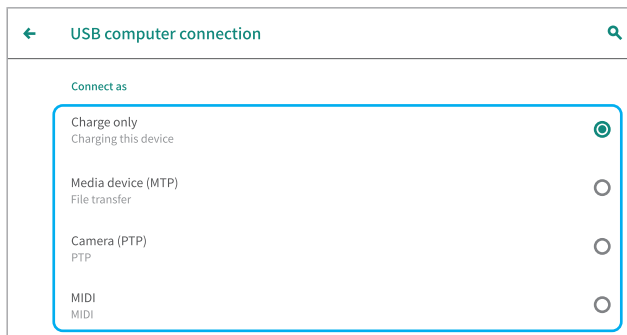 USB computer connection
Connect as
Charge only
Charging this device
Media device (MTP)
File transfer
Camera (PTP)
PTP
MIDI
MIDI